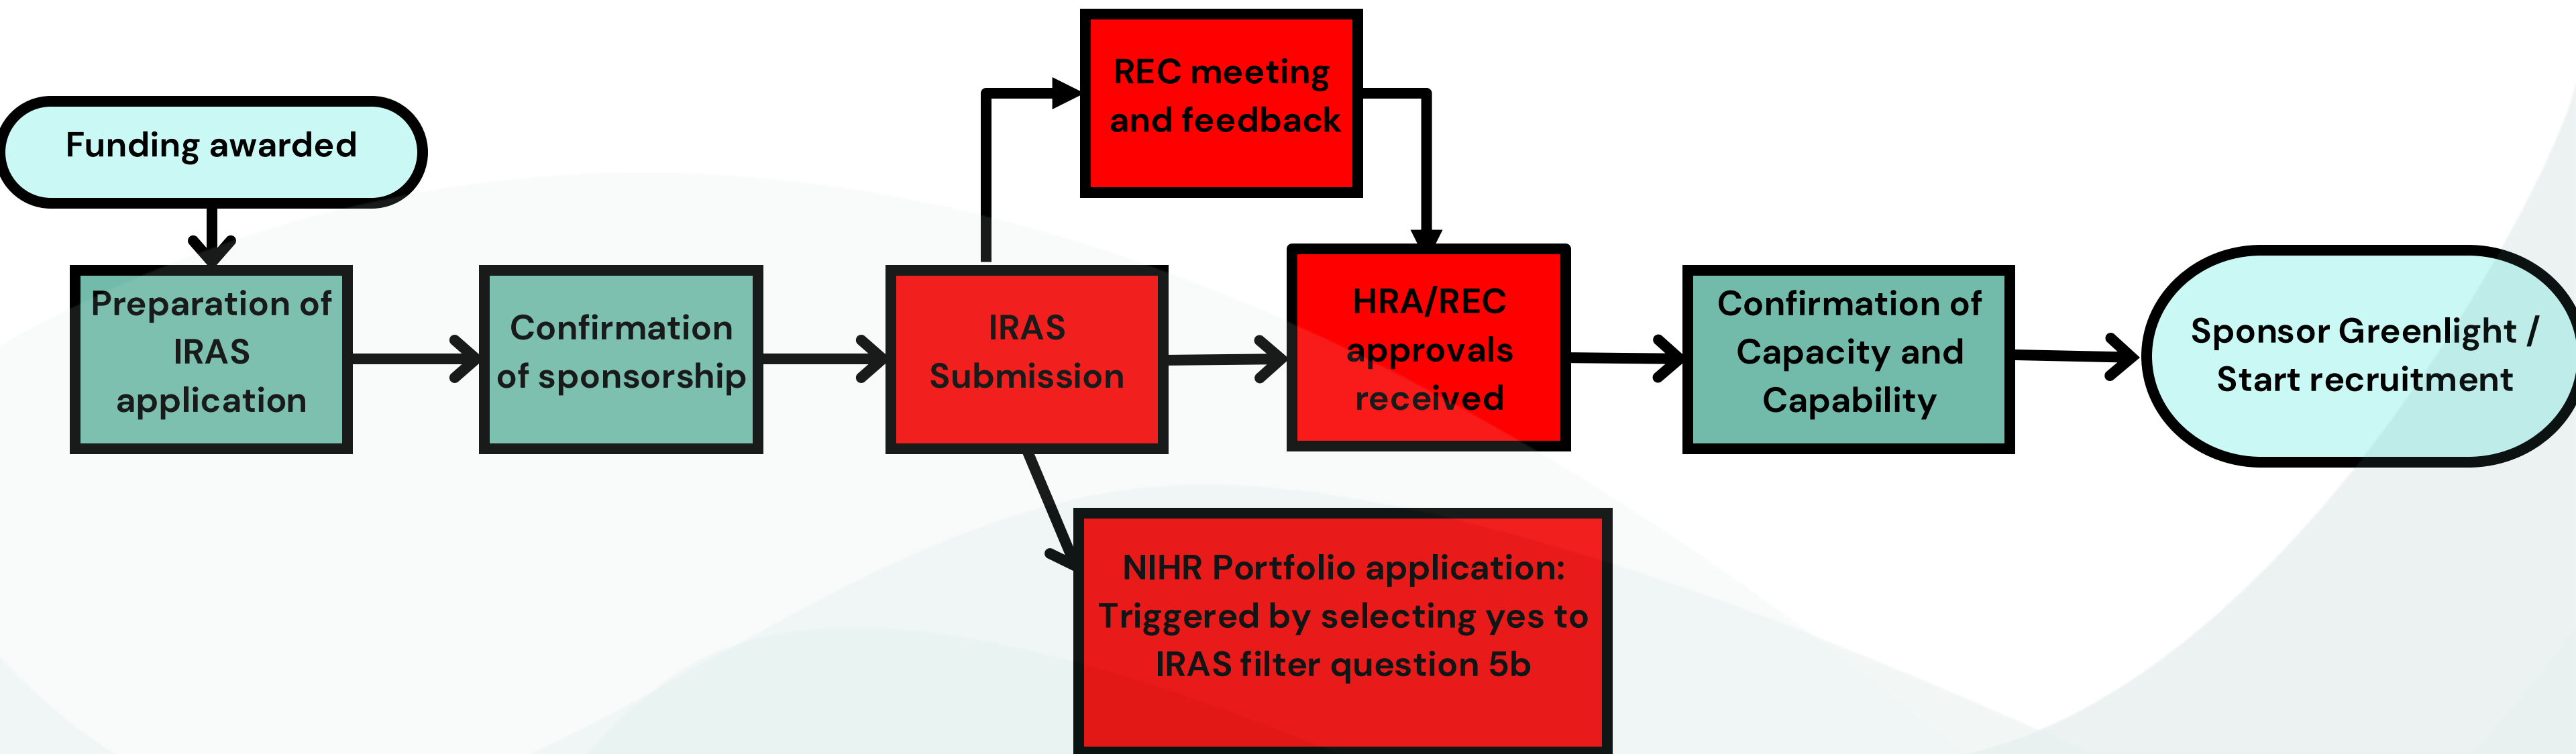 REC meeting
and feedback
Funding awarded
Preparation of
IRAS
application
Confirmation
of sponsorship
IRAS
Submission
HRA/REC
approvals
received
Confirmation of
Capacity and
Capability
Sponsor Greenlight /
Start recruitment
NIHR Portfolio application:
Triggered by selecting yes to
IRAS filter question 5b